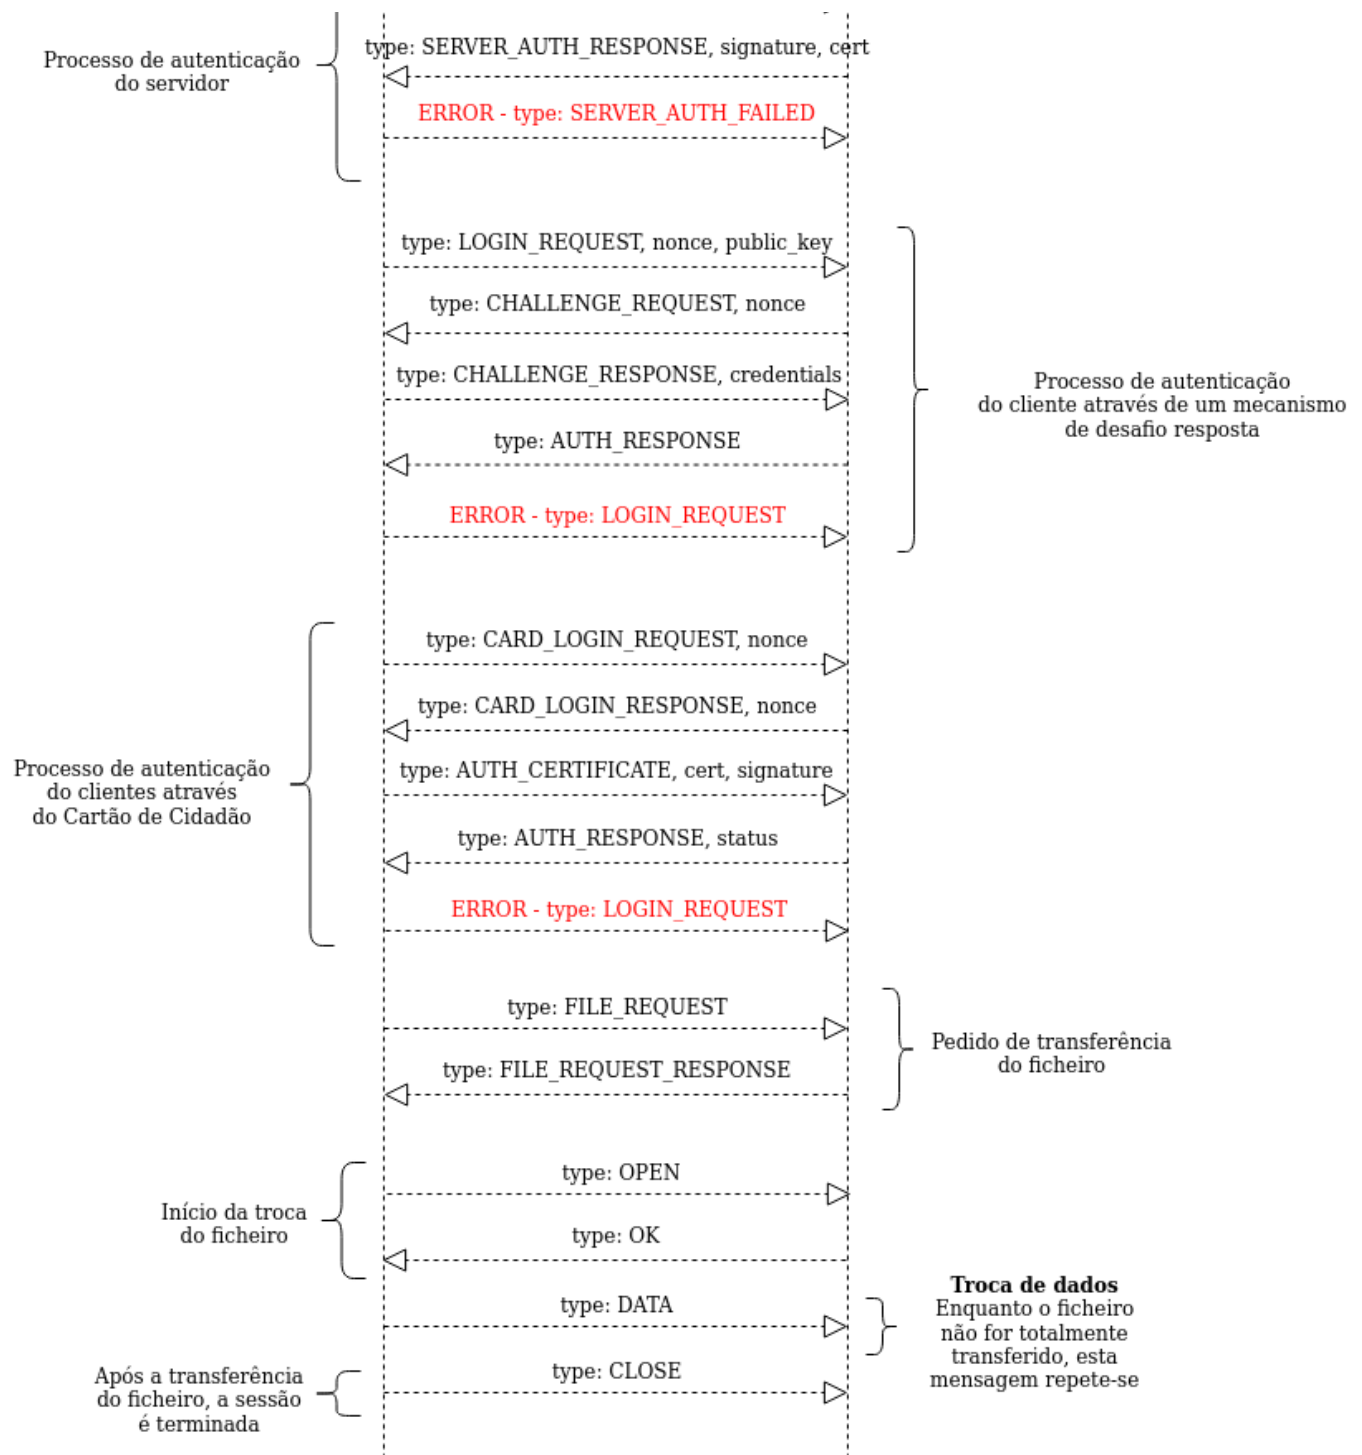 type: SERVER_AUTH_RESPONSE, signature, cert
Processo de autenticação
do servidor
ERROR - type: SERVER_AUTH_FAILED
type: LOGIN_REQUEST, nonce, public_key
type: CHALLENGE_REQUEST, nonce
type: CHALLENGE_RESPONSE, credentials
Processo de autenticação
do cliente através de um mecanismo
de desafio resposta
type: AUTH_RESPONSE
ERROR - type: LOGIN_REQUEST
type: CARD_LOGIN_REQUEST, nonce
type: CARD_LOGIN_RESPONSE, nonce
Processo de autenticação
do clientes através
do Cartão de Cidadão
type: AUTH_CERTIFICATE, cert, signature
type: AUTH_RESPONSE, status
ERROR - type: LOGIN_REQUEST
type: FILE_REQUEST
Pedido de transferência
do ficheiro
type: FILE_REQUEST_RESPONSE
type: OPEN
Início da troca
do ficheiro
type: OK
type: DATA
Troca de dados
Enquanto o ficheiro
não for totalmente
transferido, esta
mensagem repete-se
type: CLOSE
Após a transferência
do ficheiro, a sessão
é terminada